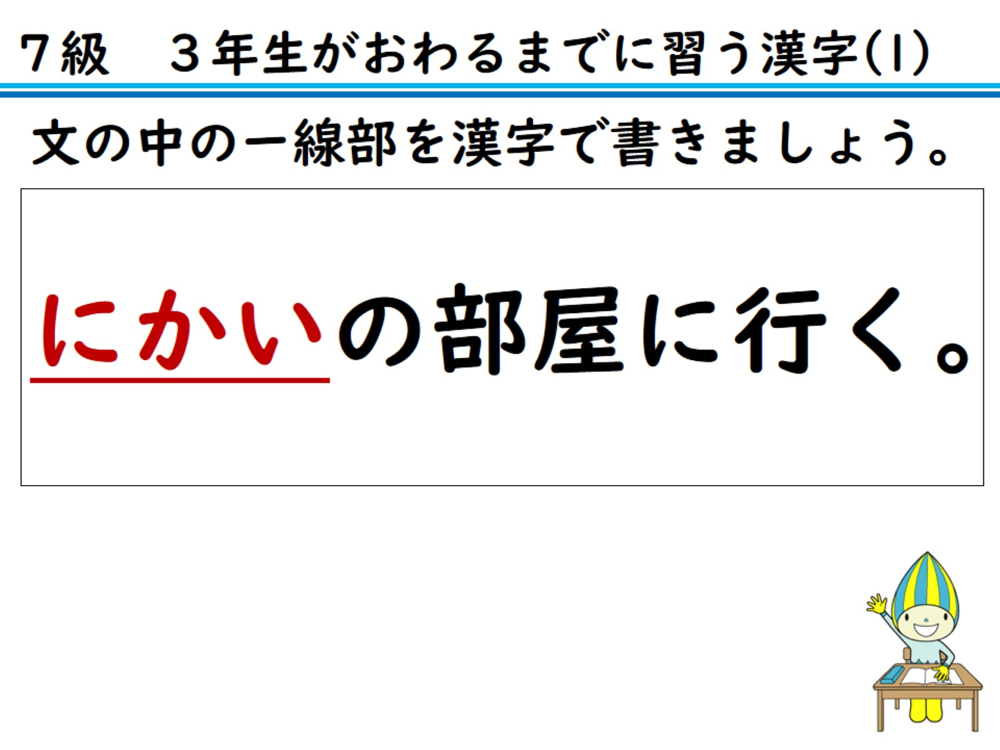 ７級　３年生がおわるまでに習う漢字(1)
文の中の一線部を漢字で書きましょう。
にかいの部屋に行く。